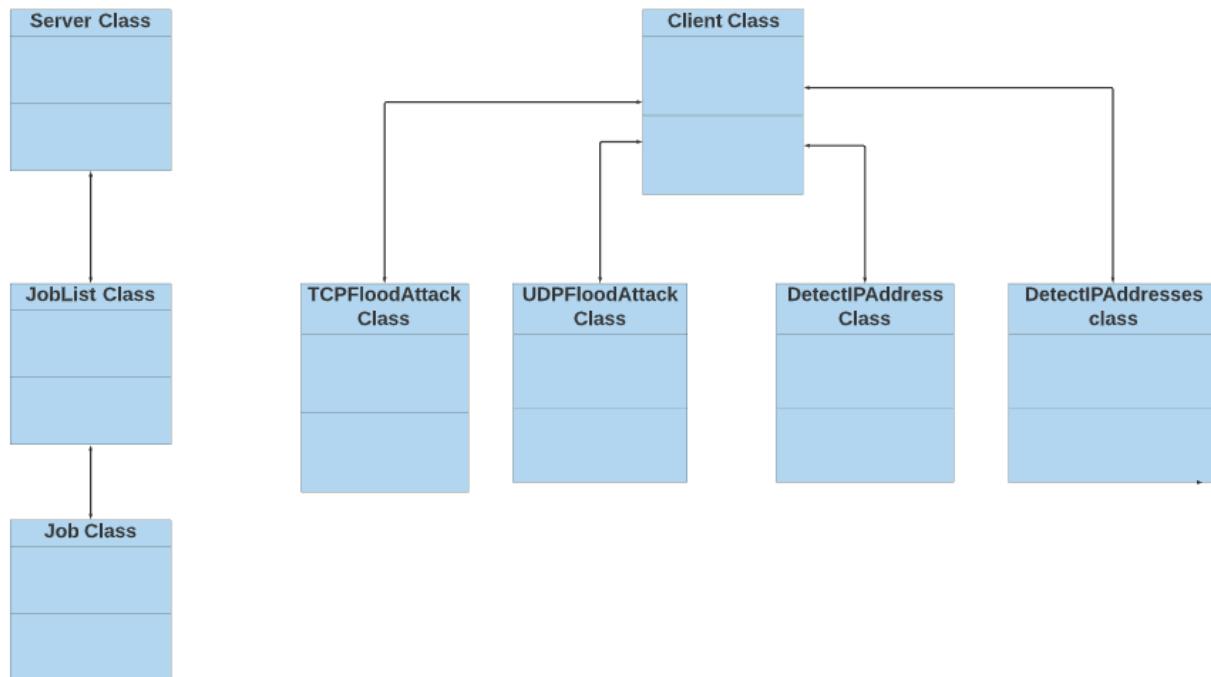 Server Class
Client Class
JobList Class
TCPFloodAttack
Class
UDPFloodAttack
Class
DetectIPAddress
Class
DetectIPAddresses
class
Job Class